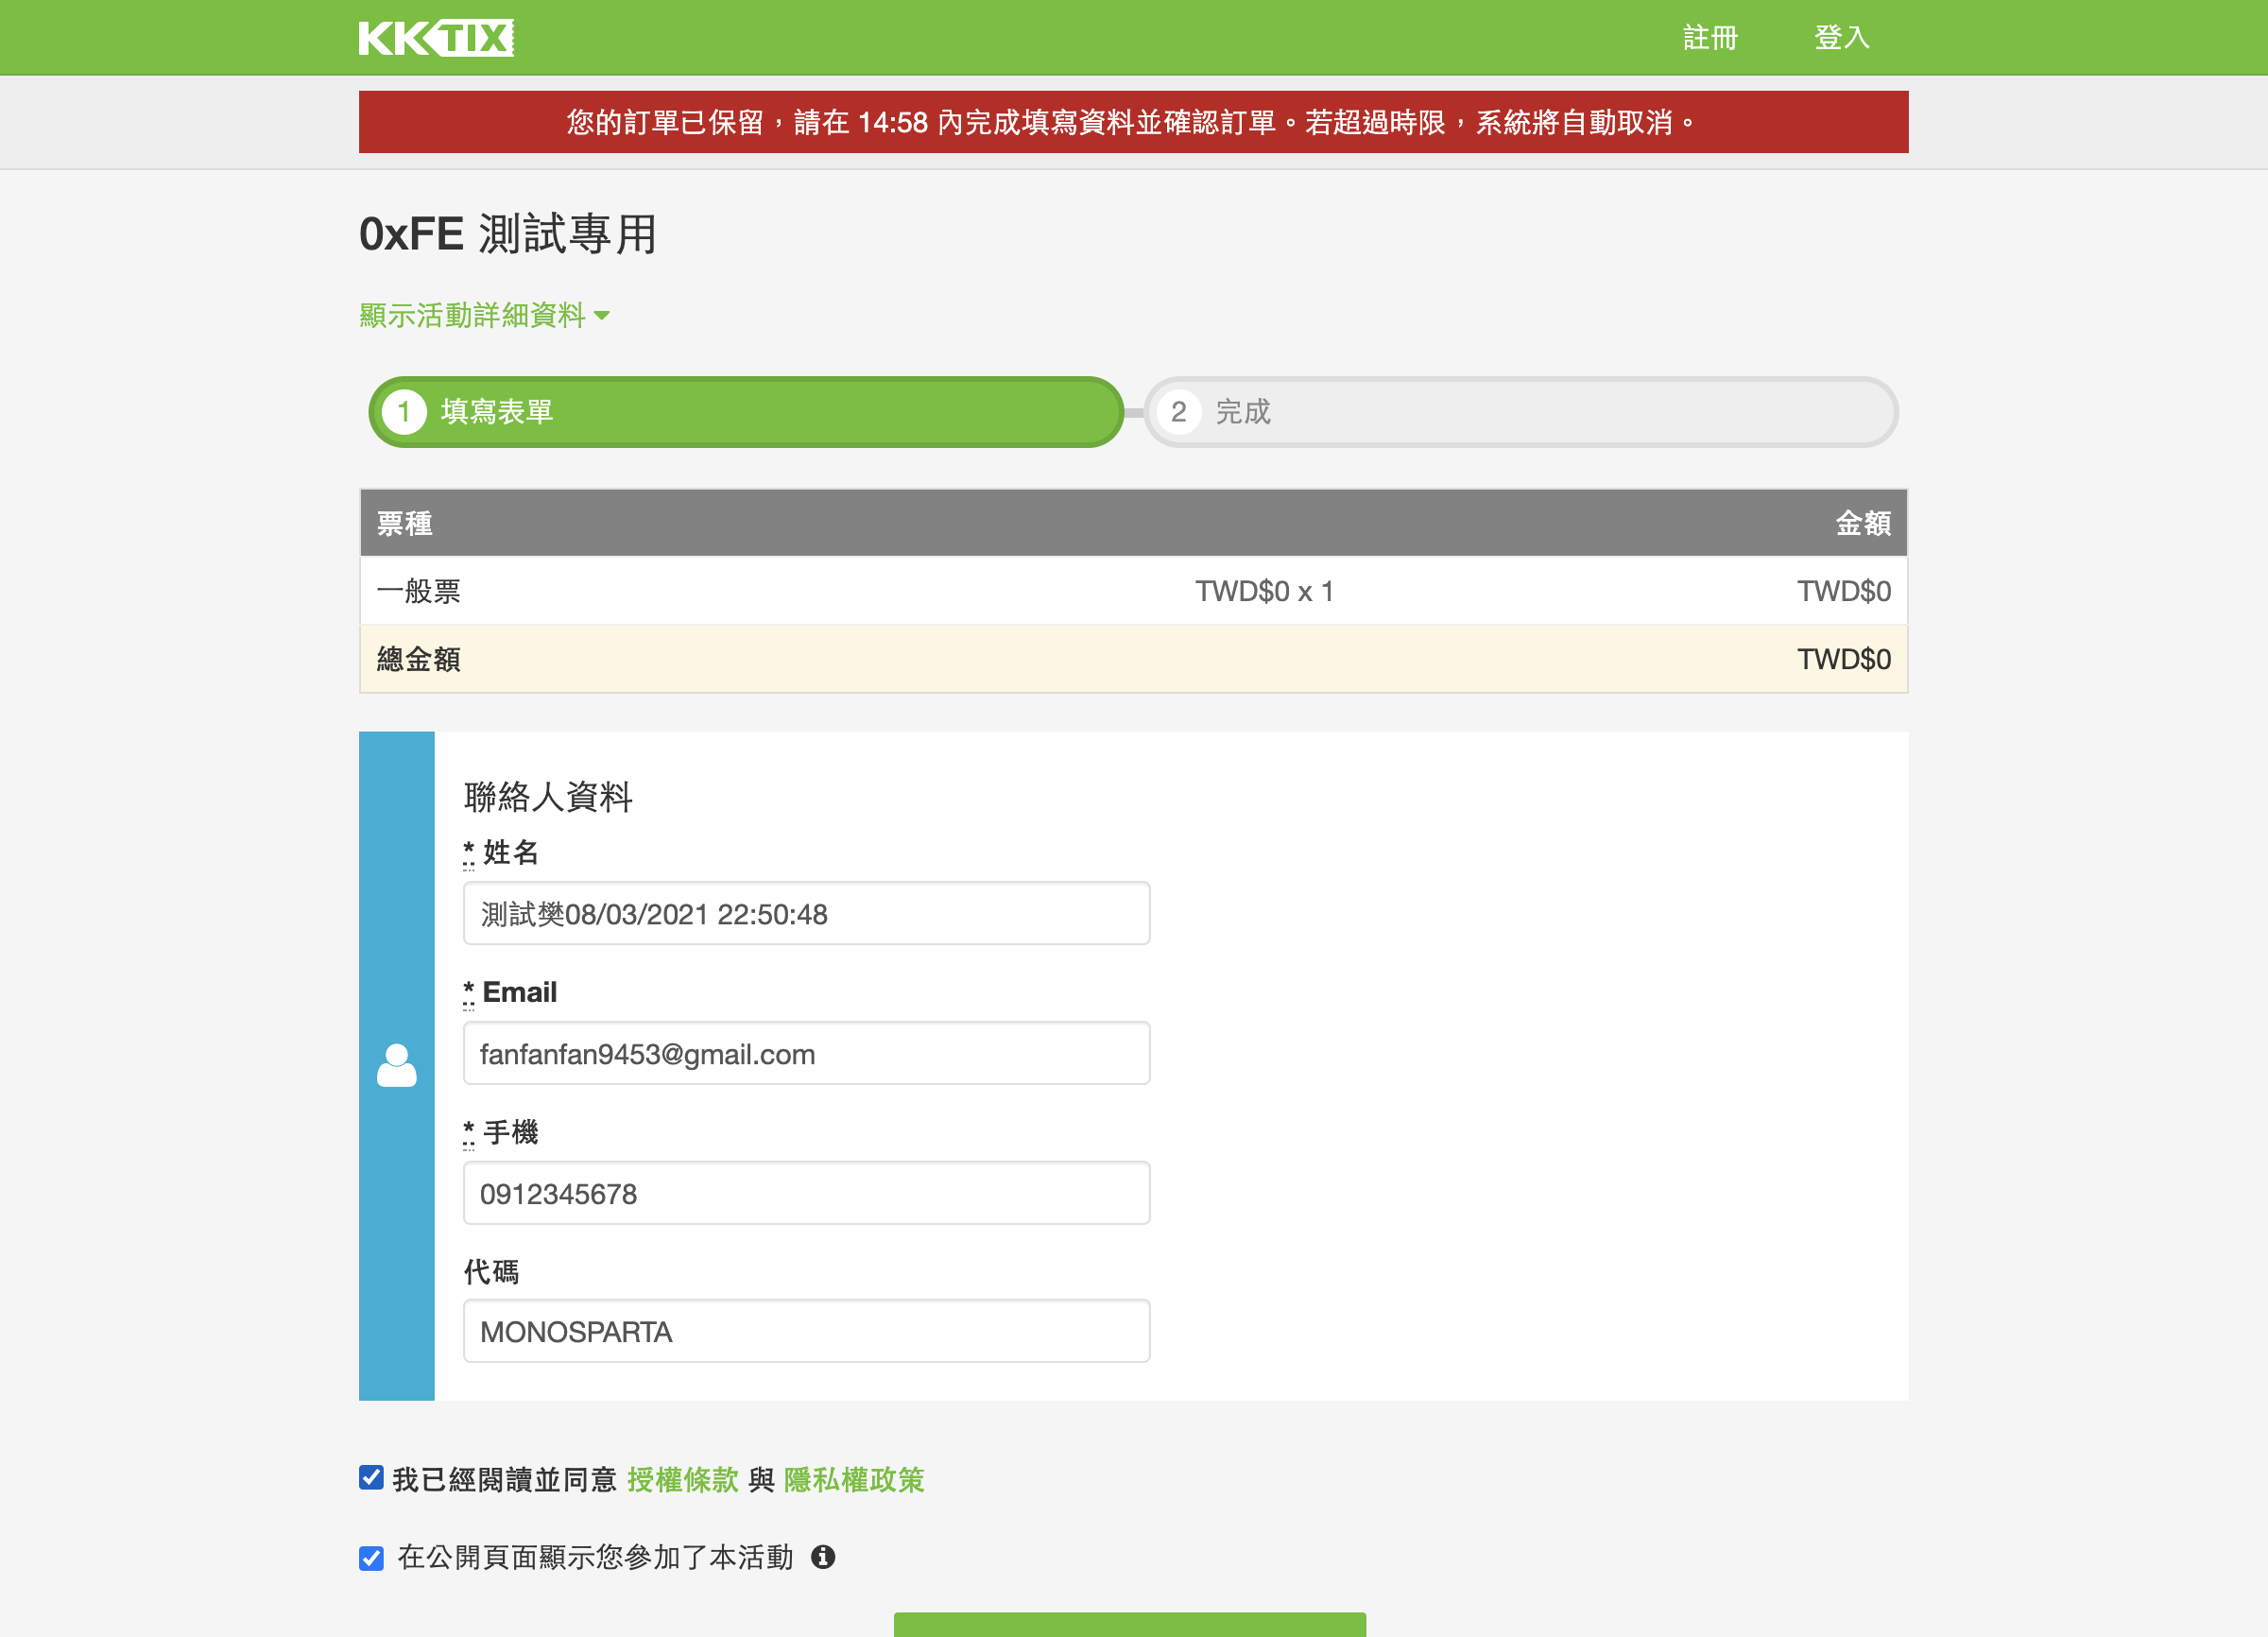 KKTIX
註冊 登入
您的訂單已保留，請在 14:58 內完成填寫資料並確認訂單。若超過時限，系統將自動取消。
0xFE 測試專用
顯示活動詳細資料
1 填寫表單 2 完成
票種 金額
一般票 TWD$0 x 1 TWD$0
總金額 TWD$0
聯絡人資料
* 姓名
測試樊08/03/2021 22:50:48
* Email
fanfanfan9453@gmail.com
* 手機
0912345678
代碼
MONOSPARTA
我已經閱讀並同意 授權條款 與 隱私權政策
在公開頁面顯示您參加了本活動